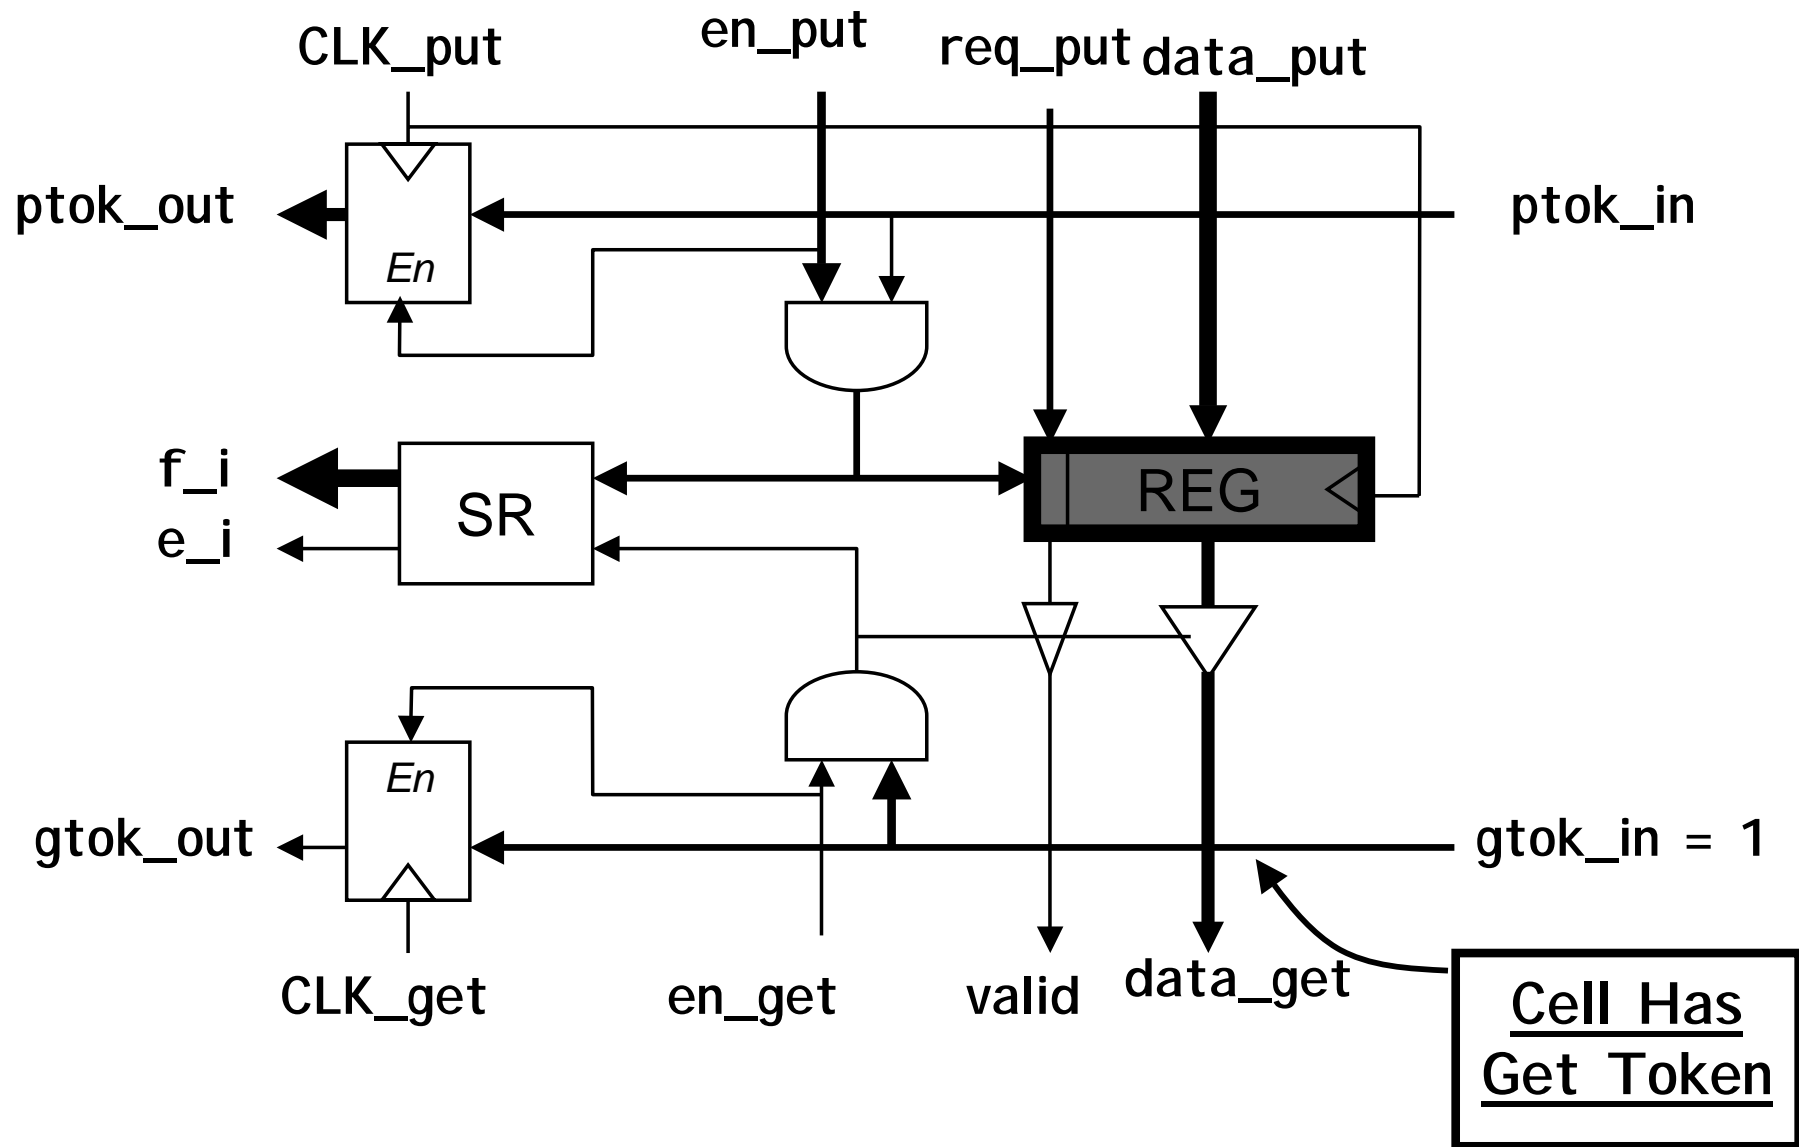 CLK_put
en_put
req_put
data_put
ptok_out
ptok_in
En
f_i
SR
REG
e_i
En
gtok_out
gtok_in = 1
CLK_get
en_get
valid
data_get
Cell Has
Get Token